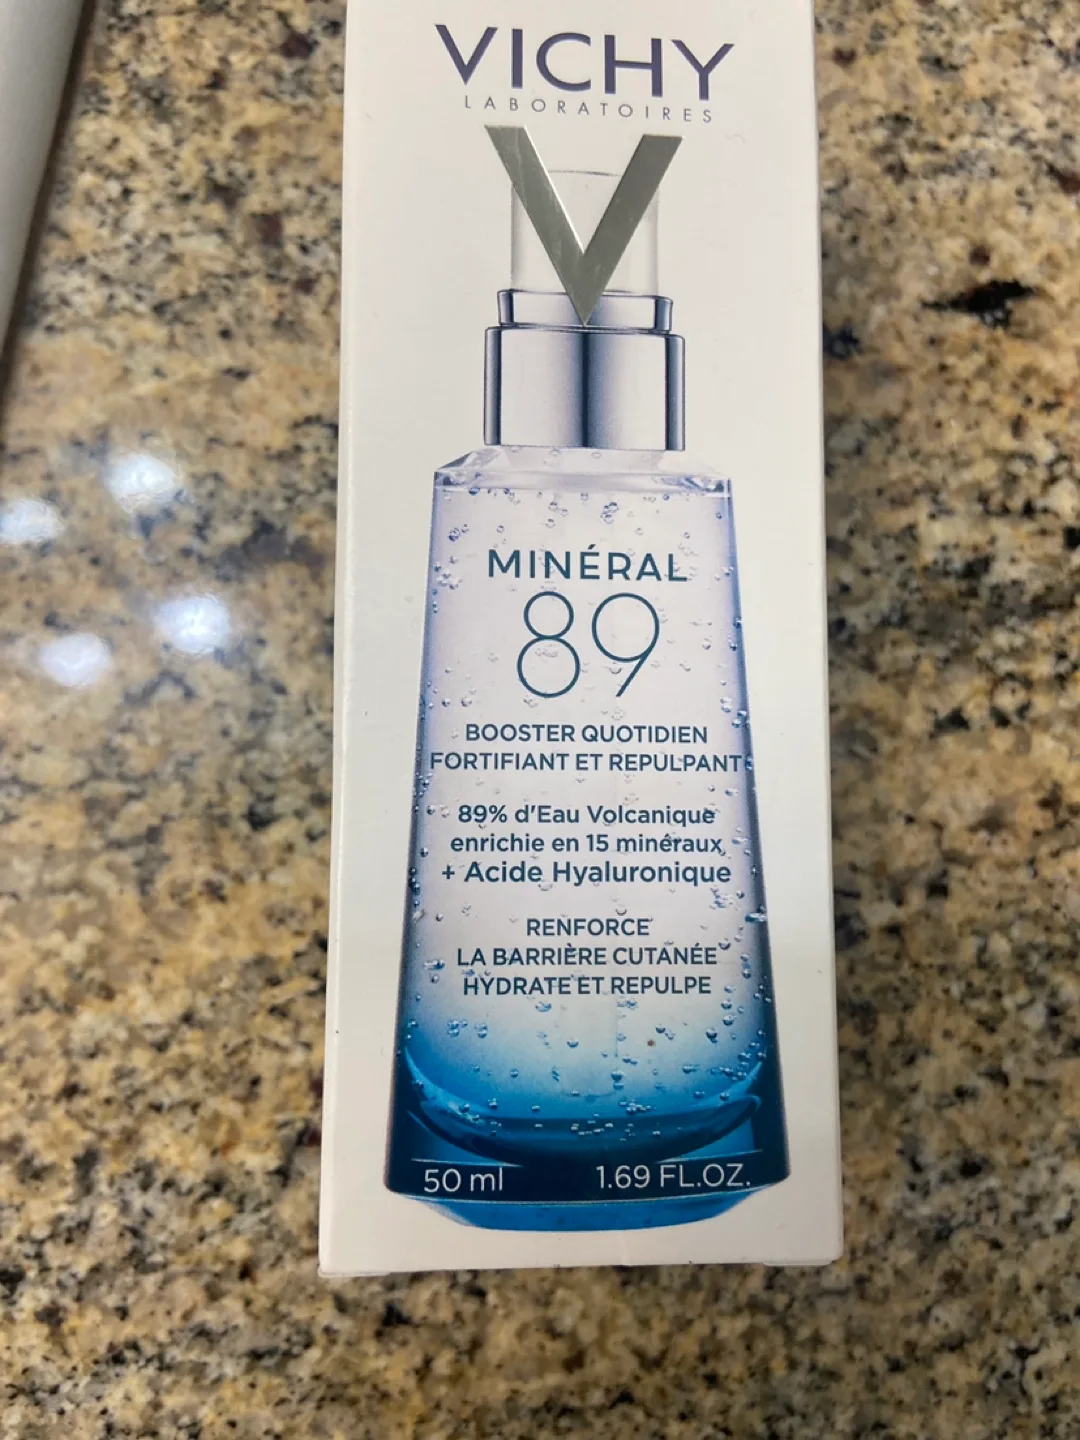 VICHY
LABORATOIRES
MINÉRAL
89
BOOSTER QUOTIDIEN
FORTIFIANT ET REPULPANT
89% d'Eau Volcanique
enrichie en 15 minéraux
+ Acide Hyaluronique
RENFORCE
LA BARRIÈRE CUTANÉE
HYDRATE ET REPULPE
50 ml 1.69 FL.OZ.